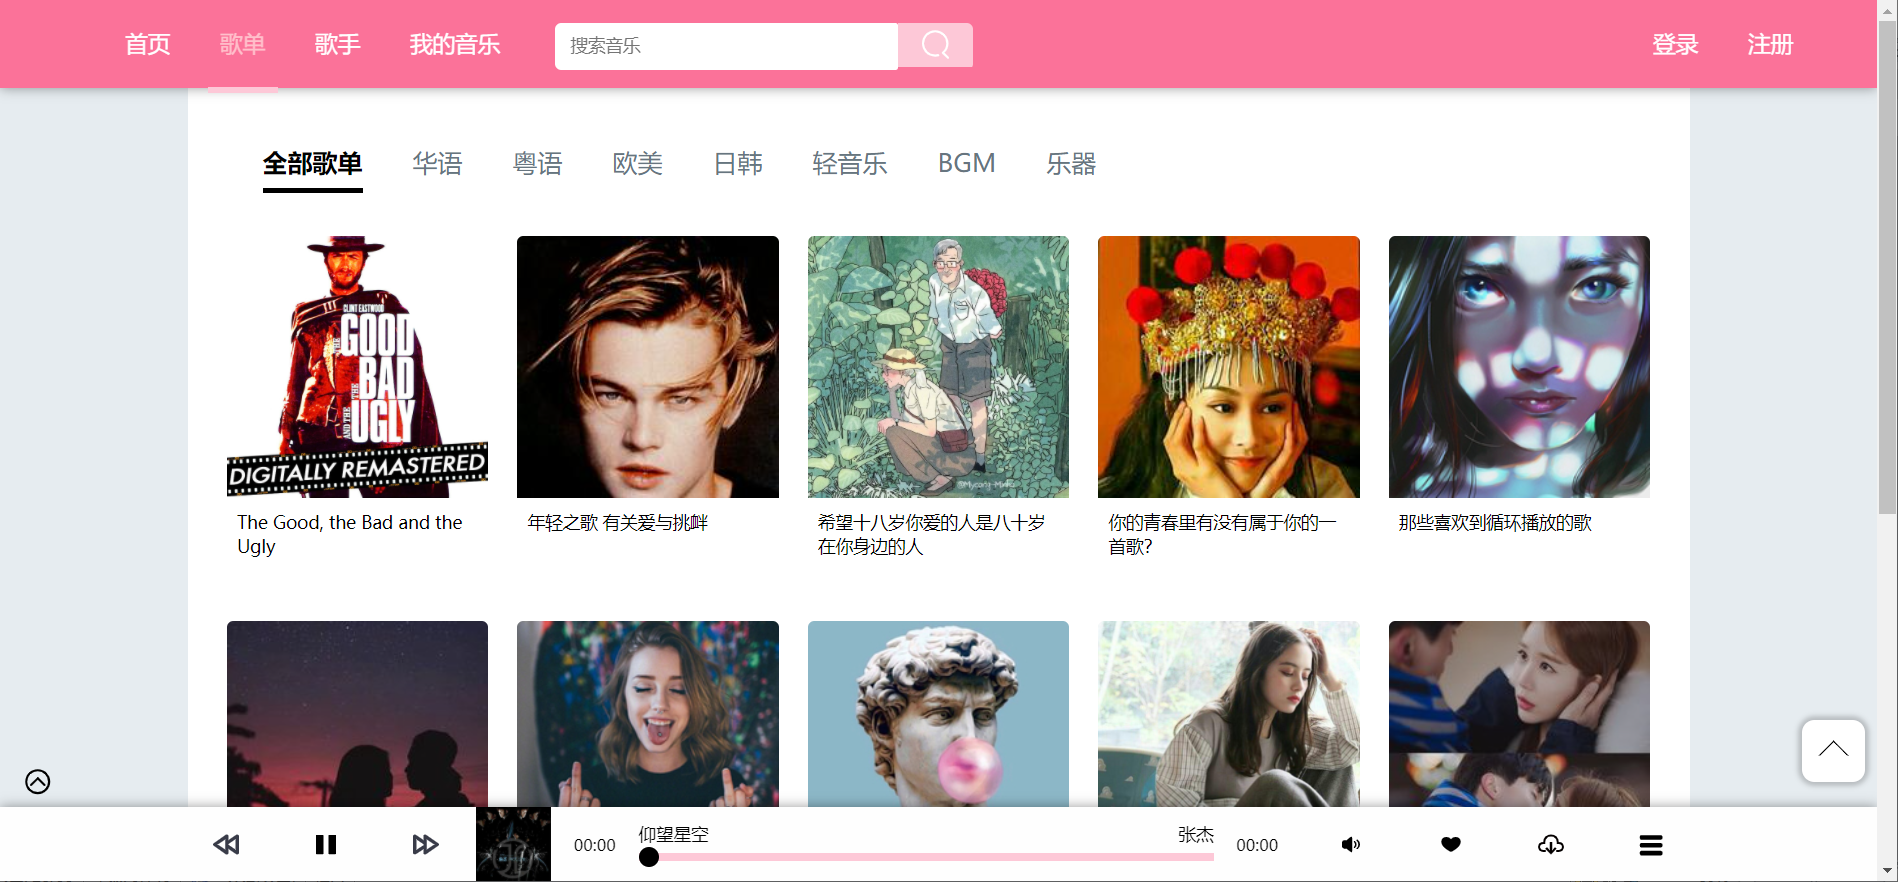 首页
歌单
歌手
我的音乐
搜索音乐
登录
注册
全部歌单
华语
粤语
欧美
日韩
轻音乐
BGM
乐器
CLINT EASTWOOD
THE
GOOD
THE
BAD
AND THE
UGLY
DIGITALLY REMASTERED
The Good, the Bad and the
Ugly
年轻之歌 有关爱与挑衅
希望十八岁你爱的人是八十岁
在你身边的人
你的青春里有没有属于你的一
首歌?
那些喜欢到循环播放的歌
00:00
仰望星空
张杰
00:00